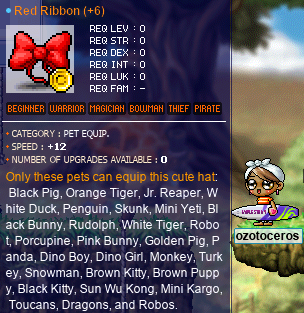 • Red Ribbon (+6)
REQ LEV : 0
REQ STR : 0
REQ DEX : 0
REQ INT : 0
REQ LUK : 0
REQ FAM : -
BEGINNER WARRIOR MAGICIAN BOWMAN THIEF PIRATE
• CATEGORY : PET EQUIP.
• SPEED : +12
• NUMBER OF UPGRADES AVAILABLE : 0
Only these pets can equip this cute hat:
Black Pig, Orange Tiger, Jr. Reaper, W
hite Duck, Penguin, Skunk, Mini Yeti, Bl
ack Bunny, Rudolph, White Tiger, Robo
t, Porcupine, Pink Bunny, Golden Pig, P
anda, Dino Boy, Dino Girl, Monkey, Turk
ey, Snowman, Brown Kitty, Brown Pupp
y, Black Kitty, Sun Wu Kong, Mini Kargo,
Toucans, Dragons, and Robos.
ozotoceros